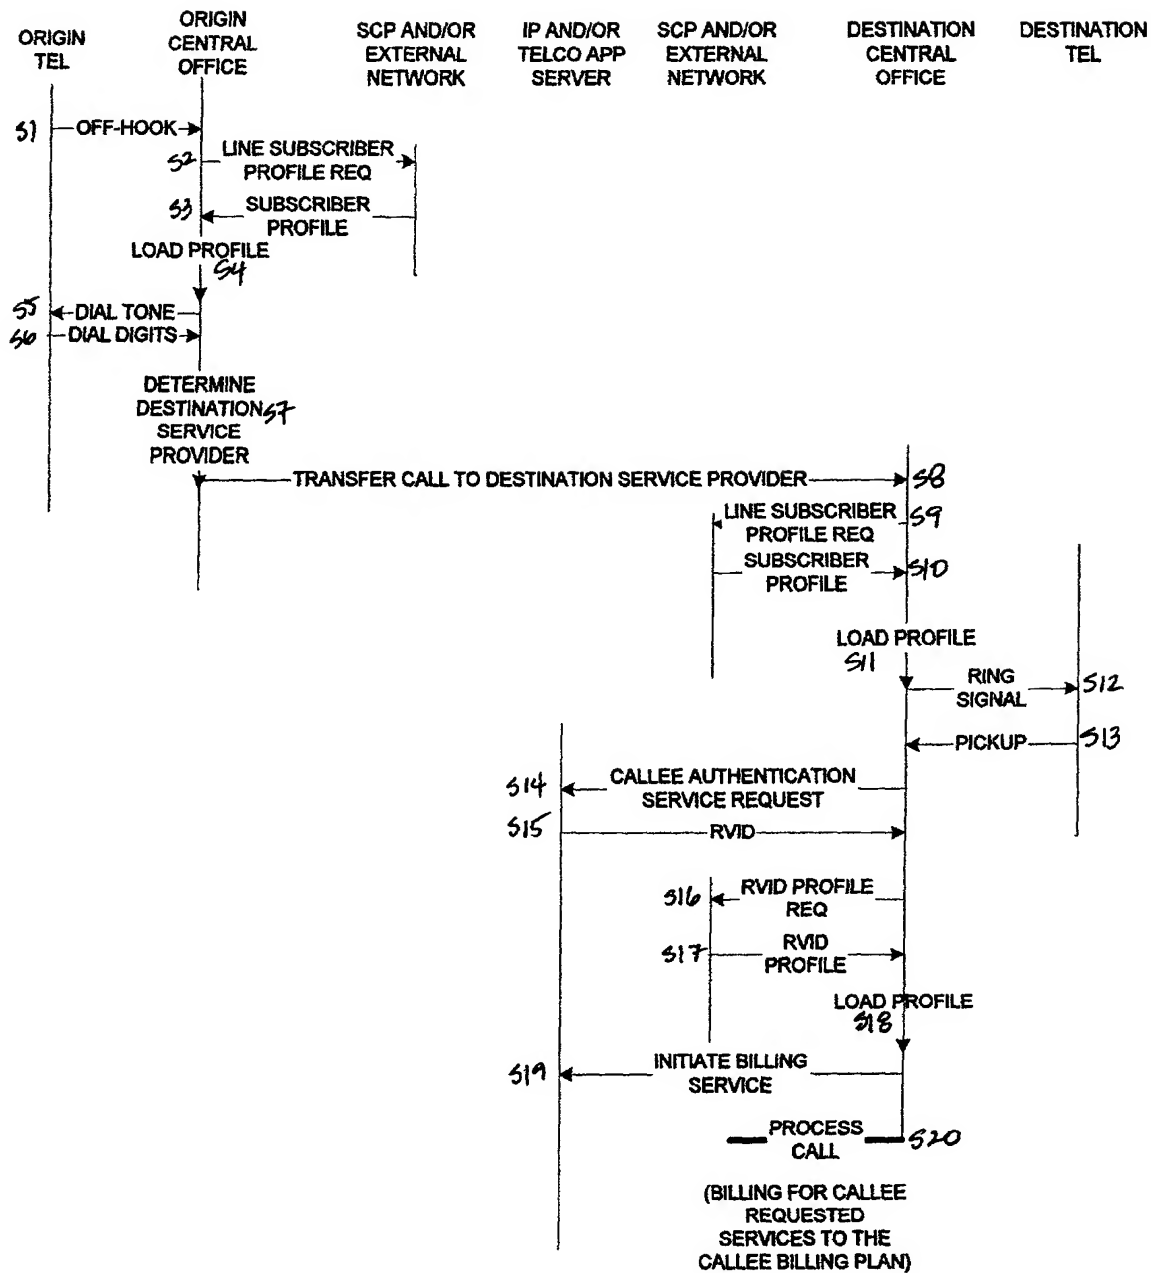 ORIGIN
TEL
ORIGIN
CENTRAL
OFFICE
SCP AND/OR
EXTERNAL
NETWORK
IP AND/OR
TELCO APP
SERVER
SCP AND/OR
EXTERNAL
NETWORK
DESTINATION
CENTRAL
OFFICE
DESTINATION
TEL
S1
OFF-HOOK
S2
LINE SUBSCRIBER
PROFILE REQ
S3
SUBSCRIBER
PROFILE
LOAD PROFILE
S4
S5
DIAL TONE
S6
DIAL DIGITS
DETERMINE
DESTINATION S7
SERVICE
PROVIDER
TRANSFER CALL TO DESTINATION SERVICE PROVIDER
S8
LINE SUBSCRIBER
PROFILE REQ
S9
SUBSCRIBER
PROFILE
S10
LOAD PROFILE
S11
RING
SIGNAL
S12
PICKUP
S13
S14
CALLEE AUTHENTICATION
SERVICE REQUEST
S15
RVID
S16
RVID PROFILE
REQ
S17
RVID
PROFILE
LOAD PROFILE
S18
S19
INITIATE BILLING
SERVICE
PROCESS
CALL
S20
(BILLING FOR CALLEE
REQUESTED
SERVICES TO THE
CALLEE BILLING PLAN)